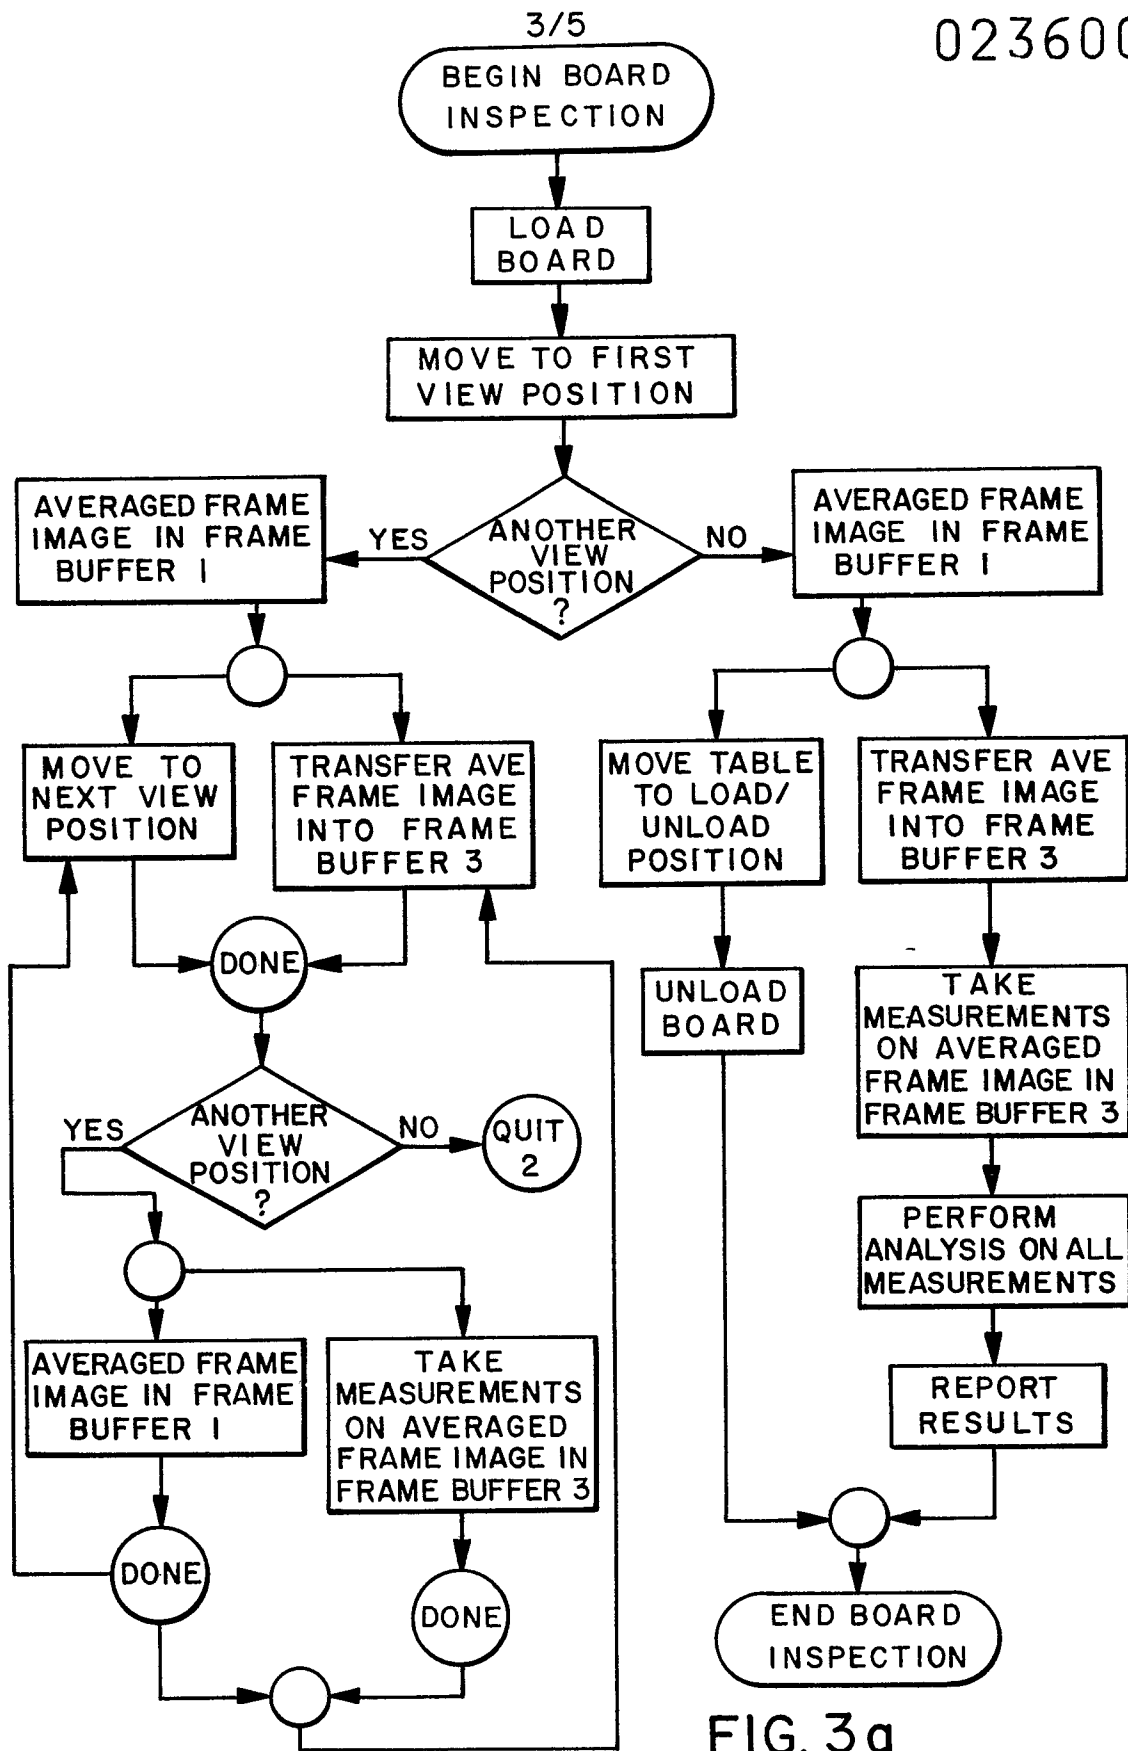 3/5
023600
BEGIN BOARD
INSPECTION
LOAD
BOARD
MOVE TO FIRST
VIEW POSITION
ANOTHER
VIEW
POSITION
?
YES
NO
AVERAGED FRAME
IMAGE IN FRAME
BUFFER 1
AVERAGED FRAME
IMAGE IN FRAME
BUFFER 1
MOVE TO
NEXT VIEW
POSITION
TRANSFER AVE
FRAME IMAGE
INTO FRAME
BUFFER 3
MOVE TABLE
TO LOAD/
UNLOAD
POSITION
TRANSFER AVE
FRAME IMAGE
INTO FRAME
BUFFER 3
DONE
UNLOAD
BOARD
TAKE
MEASUREMENTS
ON AVERAGED
FRAME IMAGE IN
FRAME BUFFER 3
YES
ANOTHER
VIEW
POSITION
?
NO
QUIT
2
PERFORM
ANALYSIS ON ALL
MEASUREMENTS
AVERAGED FRAME
IMAGE IN FRAME
BUFFER 1
TAKE
MEASUREMENTS
ON AVERAGED
FRAME IMAGE IN
FRAME BUFFER 3
REPORT
RESULTS
DONE
DONE
END BOARD
INSPECTION
FIG. 3a